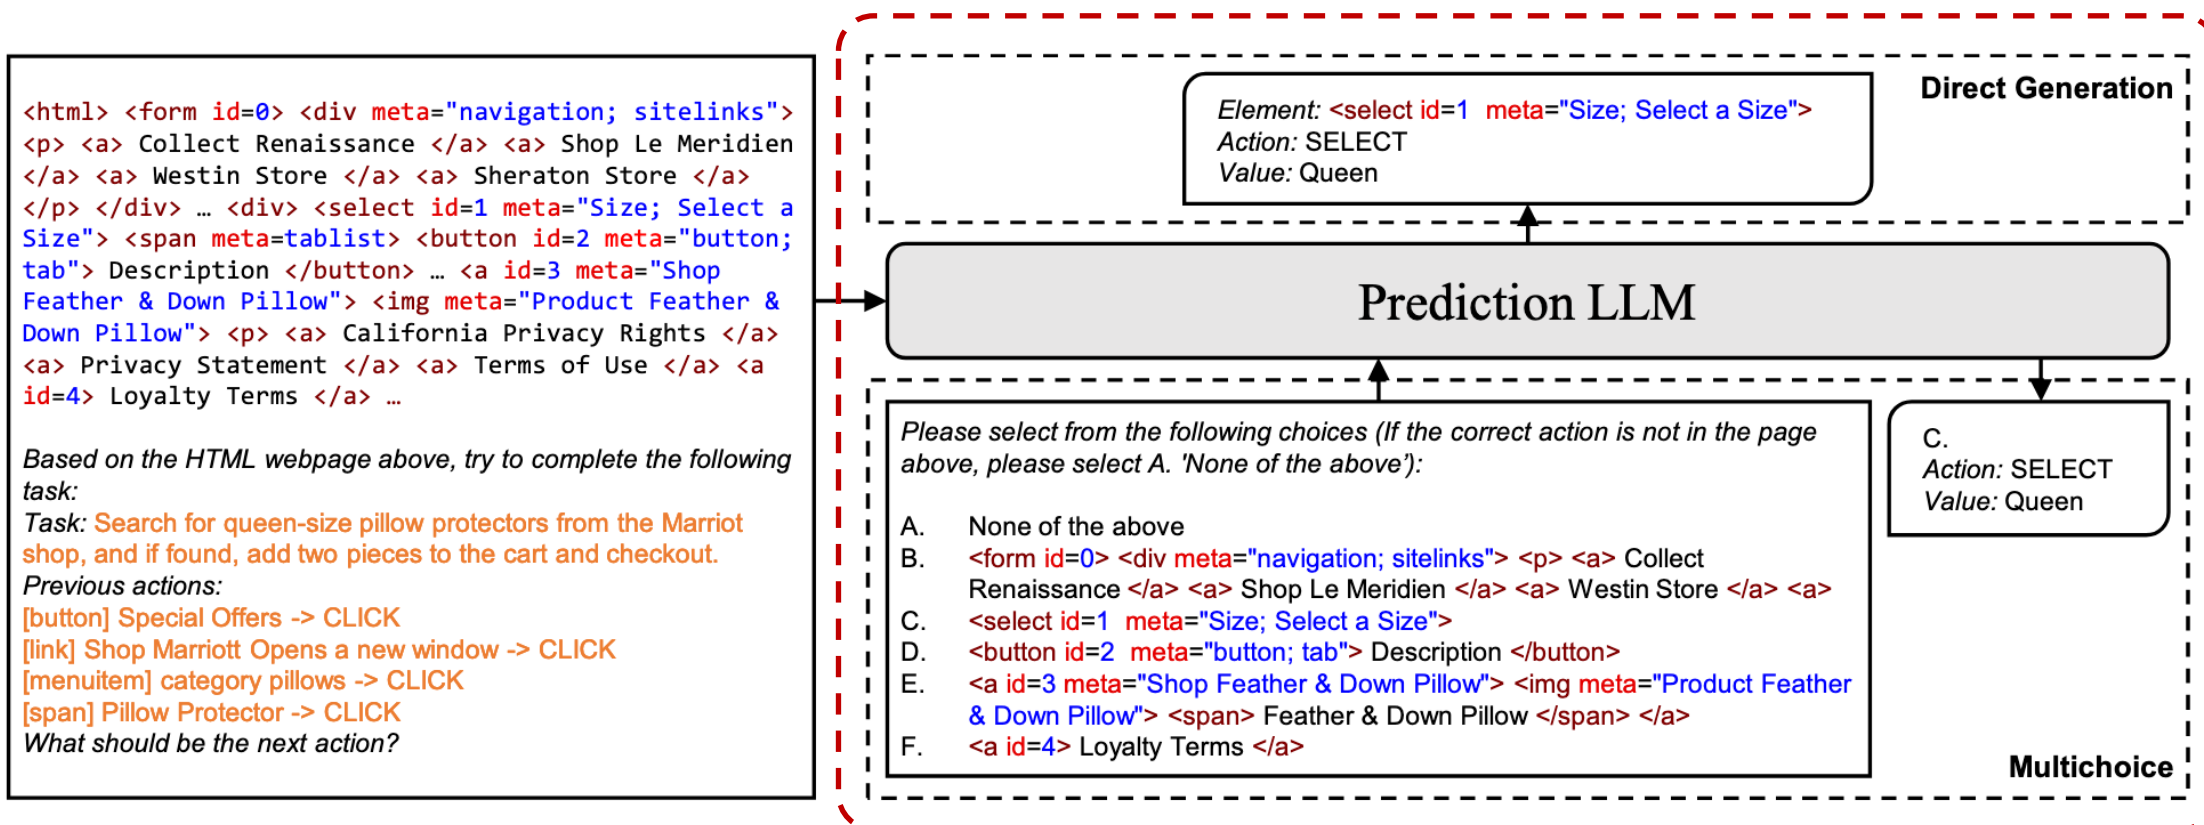 <html> <form id=0> <div meta="navigation; sitelinks">
<p> <a> Collect Renaissance </a> <a> Shop Le Meridien
</a> <a> Westin Store </a> <a> Sheraton Store </a>
</p> </div> … <div> <select id=1 meta="Size; Select a
Size"> <span meta=tablist> <button id=2 meta="button;
tab"> Description </button> … <a id=3 meta="Shop
Feather & Down Pillow"> <img meta="Product Feather &
Down Pillow"> <p> <a> California Privacy Rights </a>
<a> Privacy Statement </a> <a> Terms of Use </a> <a
id=4> Loyalty Terms </a> …
Based on the HTML webpage above, try to complete the following
task:
Task: Search for queen-size pillow protectors from the Marriot
shop, and if found, add two pieces to the cart and checkout.
Previous actions:
[button] Special Offers -> CLICK
[link] Shop Marriott Opens a new window -> CLICK
[menuitem] category pillows -> CLICK
[span] Pillow Protector -> CLICK
What should be the next action?
Direct Generation
Element: <select id=1 meta="Size; Select a Size">
Action: SELECT
Value: Queen
Prediction LLM
Please select from the following choices (If the correct action is not in the page
above, please select A. 'None of the above’):
A. None of the above
B. <form id=0> <div meta="navigation; sitelinks"> <p> <a> Collect
Renaissance </a> <a> Shop Le Meridien </a> <a> Westin Store </a> <a>
C. <select id=1 meta="Size; Select a Size">
D. <button id=2 meta="button; tab"> Description </button>
E. <a id=3 meta="Shop Feather & Down Pillow"> <img meta="Product Feather
& Down Pillow"> <span> Feather & Down Pillow </span> </a>
F. <a id=4> Loyalty Terms </a>
C.
Action: SELECT
Value: Queen
Multichoice